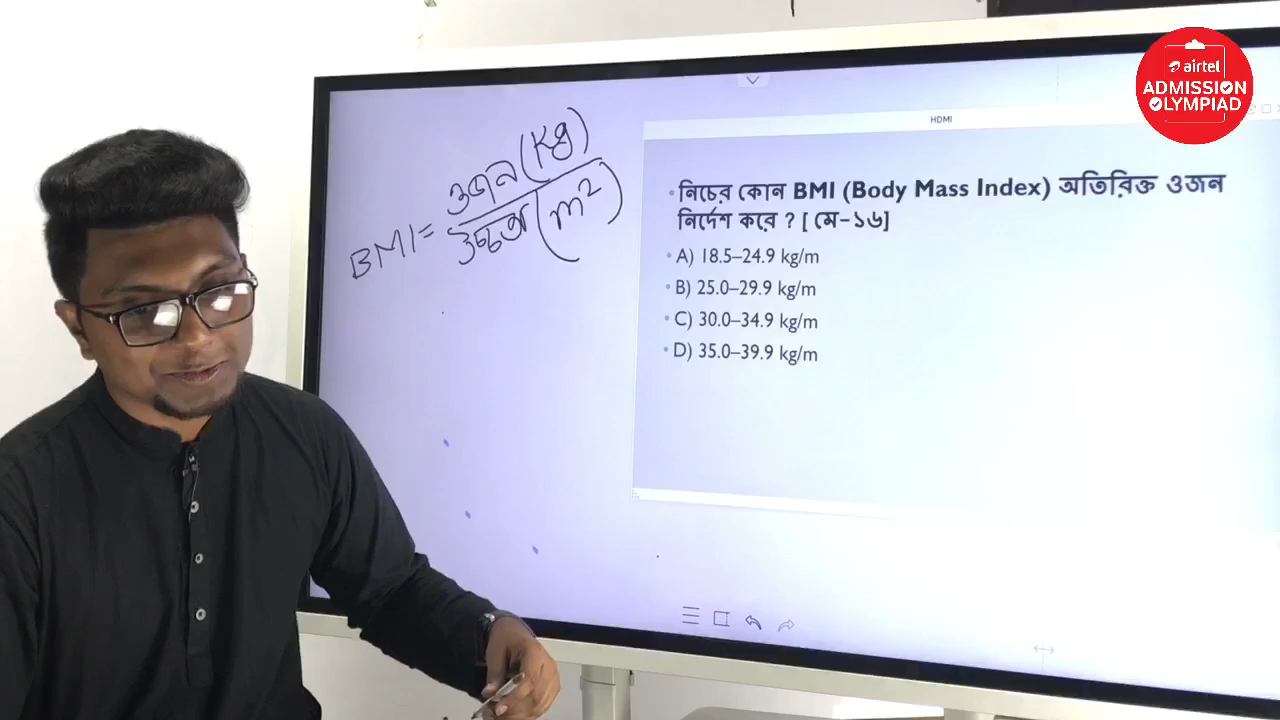 airtel
ADMISSION
OLYMPIAD
HDMI
BMI = ওজন (Kg)
উচ্চতা (m²)
• নিচের কোন BMI (Body Mass Index) অতিরিক্ত ওজন
নির্দেশ করে ? [ মে-১৬]
• A) 18.5–24.9 kg/m
• B) 25.0–29.9 kg/m
• C) 30.0–34.9 kg/m
• D) 35.0–39.9 kg/m